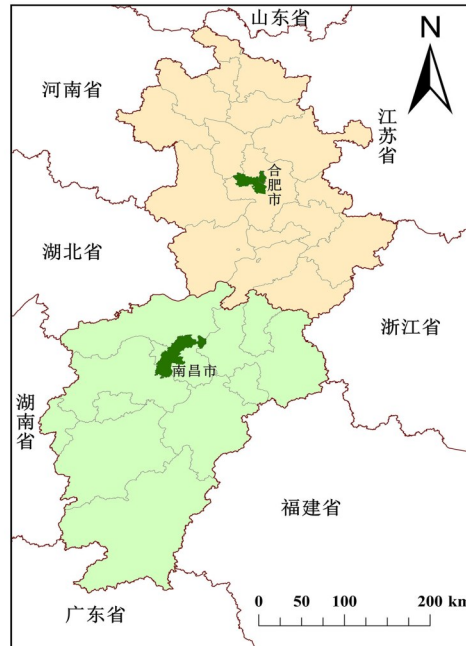 山东省
N
河南省
江苏省
合肥市
湖北省
浙江省
南昌市
湖南省
福建省
广东省
0 50 100 200 km